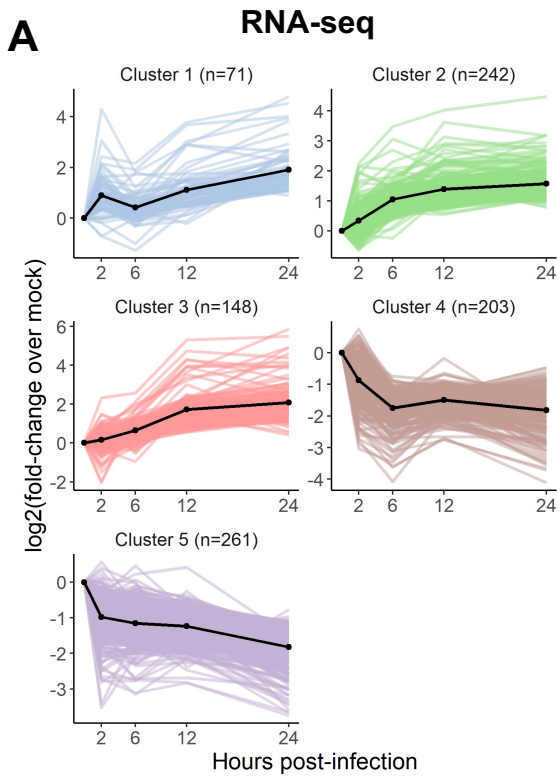 A
RNA-seq
Cluster 1 (n=71)
4
2
0
2 6 12 24
Cluster 2 (n=242)
4
3
2
1
0
2 6 12 24
Cluster 3 (n=148)
6
4
2
0
-2
2 6 12 24
Cluster 4 (n=203)
0
-1
-2
-3
-4
2 6 12 24
Cluster 5 (n=261)
0
-1
-2
-3
2 6 12 24
log2(fold-change over mock)
Hours post-infection